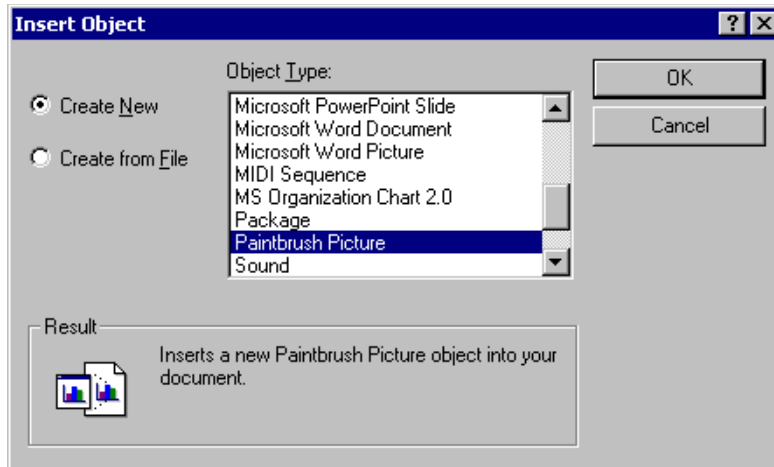 Insert Object
Object Type:
Create New
Create from File
Microsoft PowerPoint Slide
Microsoft Word Document
Microsoft Word Picture
MIDI Sequence
MS Organization Chart 2.0
Package
Paintbrush Picture
Sound
OK
Cancel
Result
Inserts a new Paintbrush Picture object into your
document.